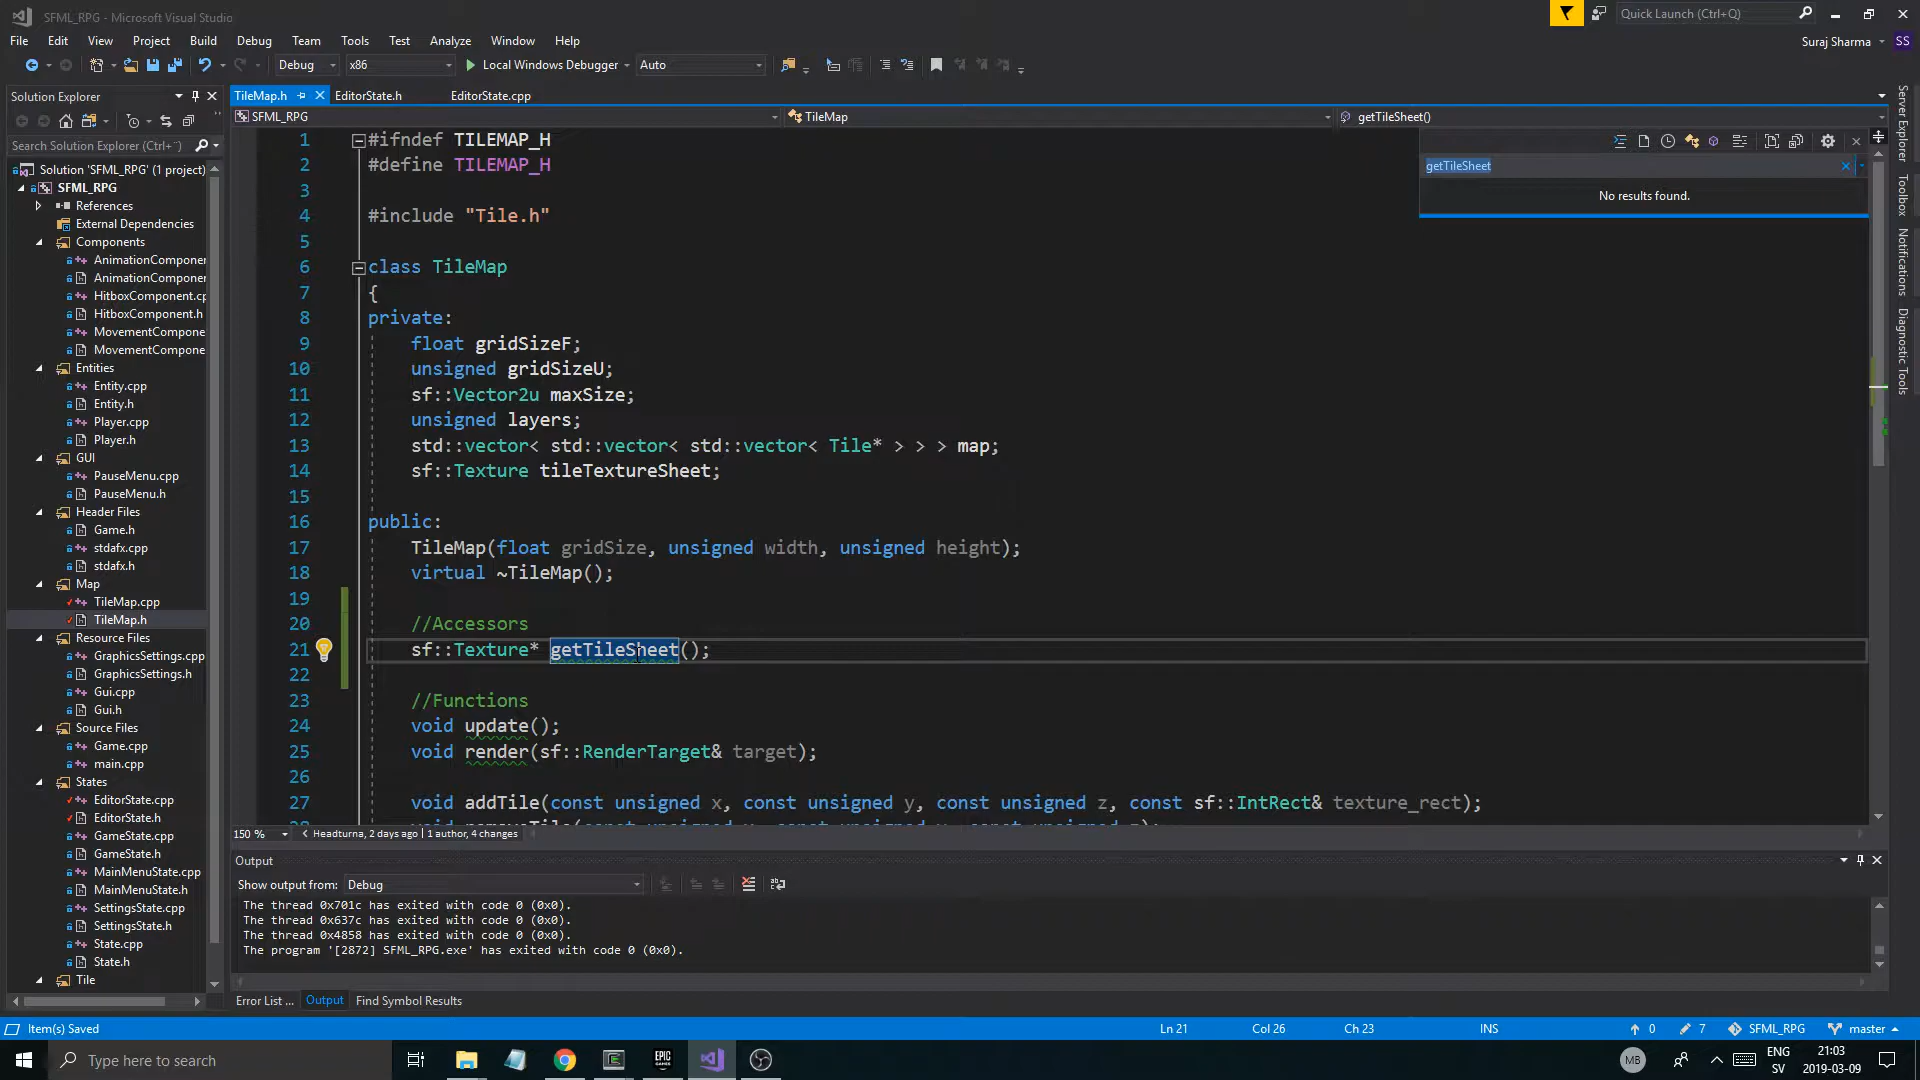 SFML_RPG - Microsoft Visual Studio
Quick Launch (Ctrl+Q)
File Edit View Project Build Debug Team Tools Test Analyze Window Help
Suraj Sharma SS
Debug x86 Local Windows Debugger Auto
Solution Explorer
Search Solution Explorer (Ctrl+¨)
Solution 'SFML_RPG' (1 project)
SFML_RPG
References
External Dependencies
Components
AnimationComponer
AnimationComponer
HitboxComponent.cp
HitboxComponent.h
MovementCompone
MovementCompone
Entities
Entity.cpp
Entity.h
Player.cpp
Player.h
GUI
PauseMenu.cpp
PauseMenu.h
Header Files
Game.h
stdafx.cpp
stdafx.h
Map
TileMap.cpp
TileMap.h
Resource Files
GraphicsSettings.cpp
GraphicsSettings.h
Gui.cpp
Gui.h
Source Files
Game.cpp
main.cpp
States
EditorState.cpp
EditorState.h
GameState.cpp
GameState.h
MainMenuState.cpp
MainMenuState.h
SettingsState.cpp
SettingsState.h
State.cpp
State.h
Tile
TileMap.h EditorState.h EditorState.cpp
SFML_RPG TileMap getTileSheet()
getTileSheet
No results found.
1 #ifndef TILEMAP_H
2 #define TILEMAP_H
3
4 #include "Tile.h"
5
6 class TileMap
7 {
8 private:
9 float gridSizeF;
10 unsigned gridSizeU;
11 sf::Vector2u maxSize;
12 unsigned layers;
13 std::vector< std::vector< std::vector< Tile* > > > map;
14 sf::Texture tileTextureSheet;
15
16 public:
17 TileMap(float gridSize, unsigned width, unsigned height);
18 virtual ~TileMap();
19
20 //Accessors
21 sf::Texture* getTileSheet();
22
23 //Functions
24 void update();
25 void render(sf::RenderTarget& target);
26
27 void addTile(const unsigned x, const unsigned y, const unsigned z, const sf::IntRect& texture_rect);
150 % Headturna, 2 days ago | 1 author, 4 changes
Output
Show output from: Debug
The thread 0x701c has exited with code 0 (0x0).
The thread 0x637c has exited with code 0 (0x0).
The thread 0x4858 has exited with code 0 (0x0).
The program '[2872] SFML_RPG.exe' has exited with code 0 (0x0).
Error List ... Output Find Symbol Results
Server Explorer
Toolbox
Notifications
Diagnostic Tools
Item(s) Saved Ln 21 Col 26 Ch 23 INS 0 7 SFML_RPG master
Type here to search
EPIC GAMES
MB
ENG
SV
21:03
2019-03-09